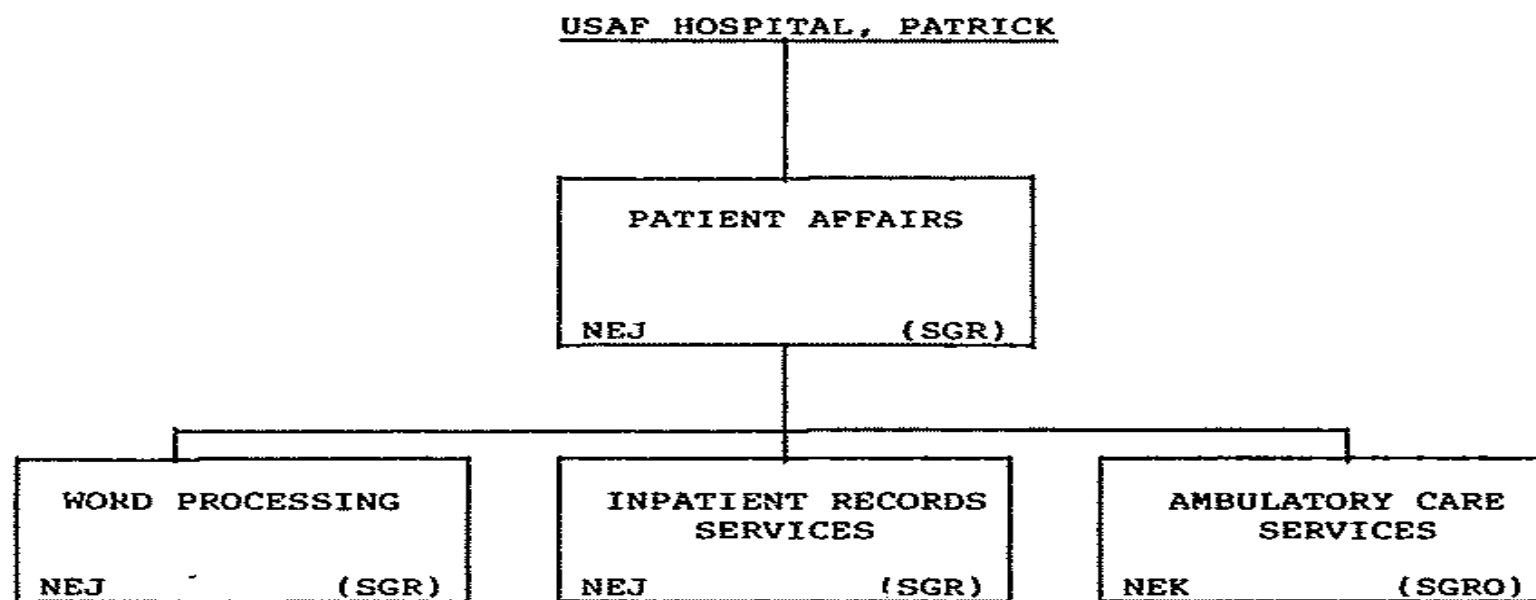 USAF HOSPITAL, PATRICK
PATIENT AFFAIRS
NEJ (SGR)
WORD PROCESSING
NEJ (SGR)
INPATIENT RECORDS
SERVICES
NEJ (SGR)
AMBULATORY CARE
SERVICES
NEK (SGRO)